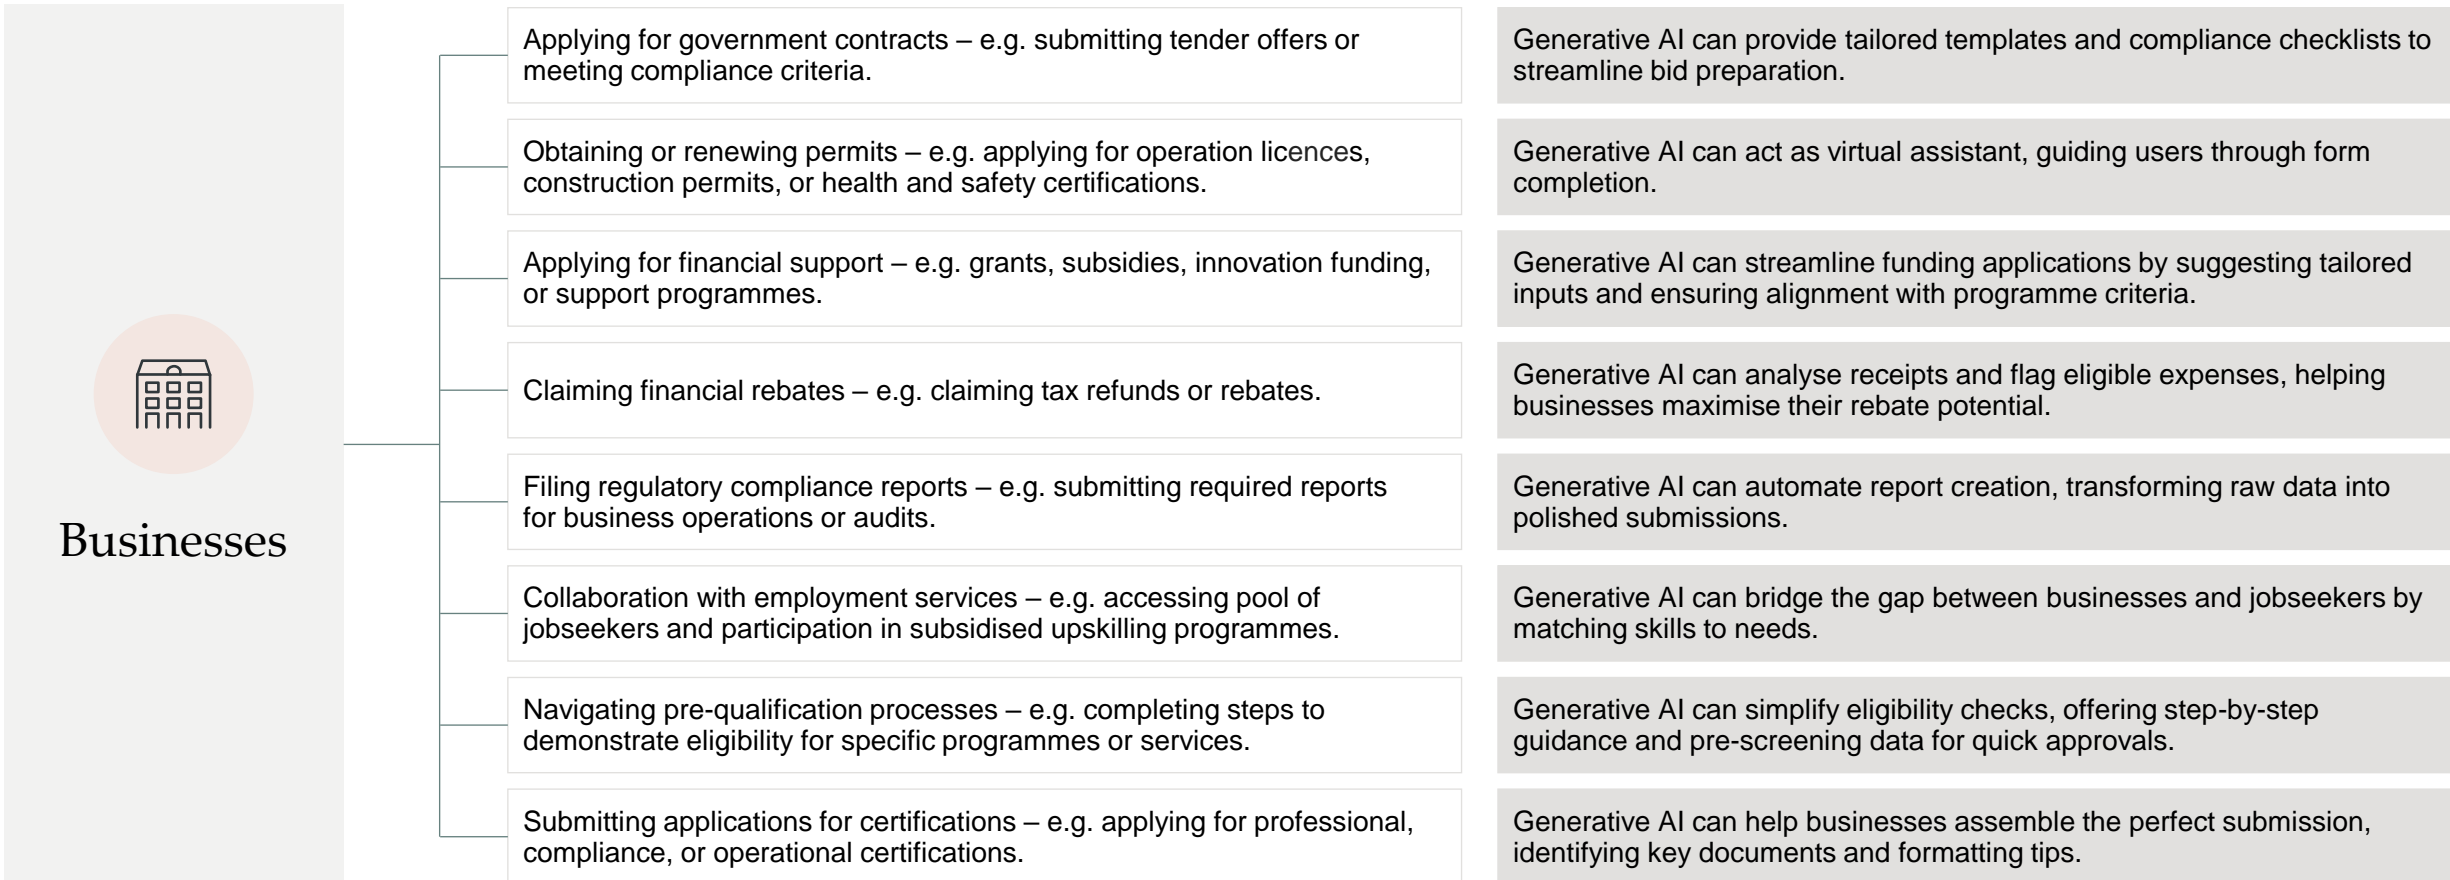 Businesses
Applying for government contracts – e.g. submitting tender offers or
meeting compliance criteria.
Generative AI can provide tailored templates and compliance checklists to
streamline bid preparation.
Obtaining or renewing permits – e.g. applying for operation licences,
construction permits, or health and safety certifications.
Generative AI can act as virtual assistant, guiding users through form
completion.
Applying for financial support – e.g. grants, subsidies, innovation funding,
or support programmes.
Generative AI can streamline funding applications by suggesting tailored
inputs and ensuring alignment with programme criteria.
Claiming financial rebates – e.g. claiming tax refunds or rebates.
Generative AI can analyse receipts and flag eligible expenses, helping
businesses maximise their rebate potential.
Filing regulatory compliance reports – e.g. submitting required reports
for business operations or audits.
Generative AI can automate report creation, transforming raw data into
polished submissions.
Collaboration with employment services – e.g. accessing pool of
jobseekers and participation in subsidised upskilling programmes.
Generative AI can bridge the gap between businesses and jobseekers by
matching skills to needs.
Navigating pre-qualification processes – e.g. completing steps to
demonstrate eligibility for specific programmes or services.
Generative AI can simplify eligibility checks, offering step-by-step
guidance and pre-screening data for quick approvals.
Submitting applications for certifications – e.g. applying for professional,
compliance, or operational certifications.
Generative AI can help businesses assemble the perfect submission,
identifying key documents and formatting tips.